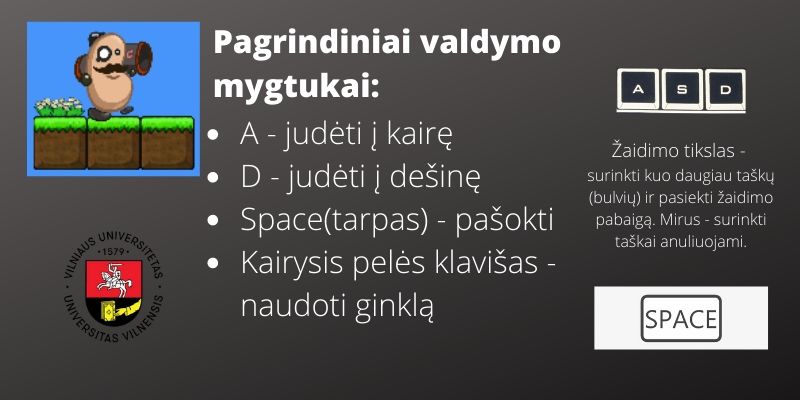 Pagrindiniai valdymo
mygtukai:
A - judėti į kairę
D - judėti į dešinę
Space(tarpas) - pašokti
Kairysis pelės klavišas -
naudoti ginklą
A S D
Žaidimo tikslas -
surinkti kuo daugiau taškų
(bulvių) ir pasiekti žaidimo
pabaigą. Mirus - surinkti
taškai anuliuojami.
SPACE
VILNIAUS UNIVERSITETAS
·1579·
UNIVERSITAS VILNENSIS